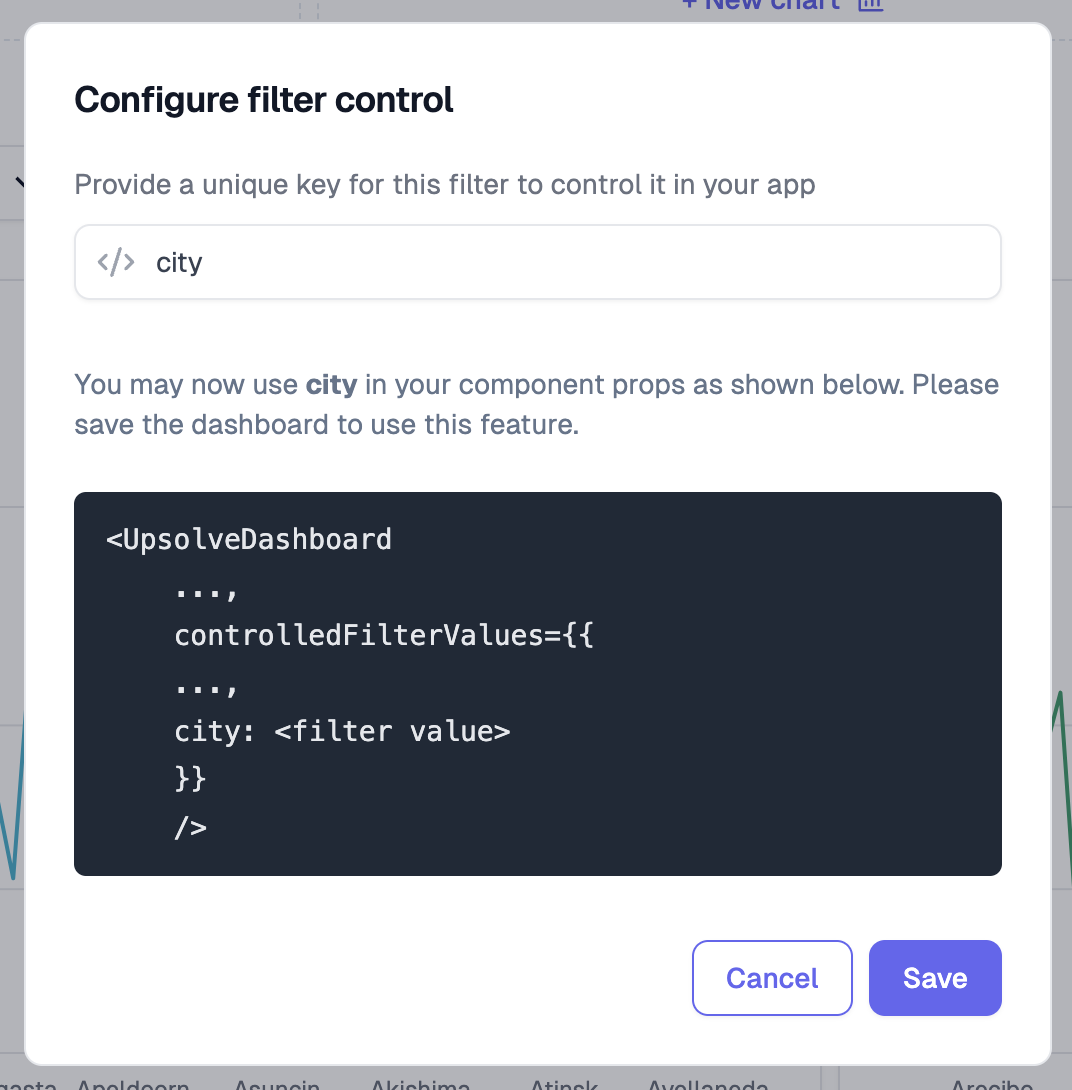 + New chart
Configure filter control
Provide a unique key for this filter to control it in your app
</> city
You may now use city in your component props as shown below. Please
save the dashboard to use this feature.
<UpsolveDashboard
...,
controlledFilterValues={{
...,
city: <filter value>
}}
/>
Cancel Save
Apeldoorn Asuncin Akishima Atinsk Avellaneda Arecibo